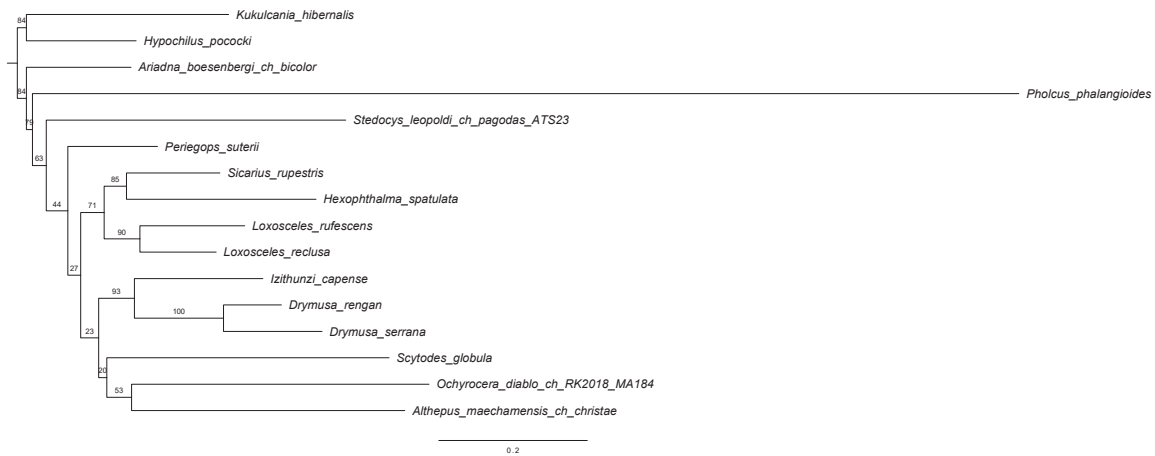 84
Kukulcania_hibernalis
Hypochilus_pococki
Ariadna_boesenbergi_ch_bicolor
84
Pholcus_phalangioides
79
Stedocys_leopoldi_ch_pagodas_ATS23
63
Periegops_suterii
Sicarius_rupestris
85
Hexophthalma_spatulata
44
71
Loxosceles_rufescens
90
Loxosceles_reclusa
27
Izithunzi_capense
93
Drymusa_rengan
100
Drymusa_serrana
23
Scytodes_globula
20
Ochyrocera_diablo_ch_RK2018_MA184
53
Althepus_maechamensis_ch_christae
0.2